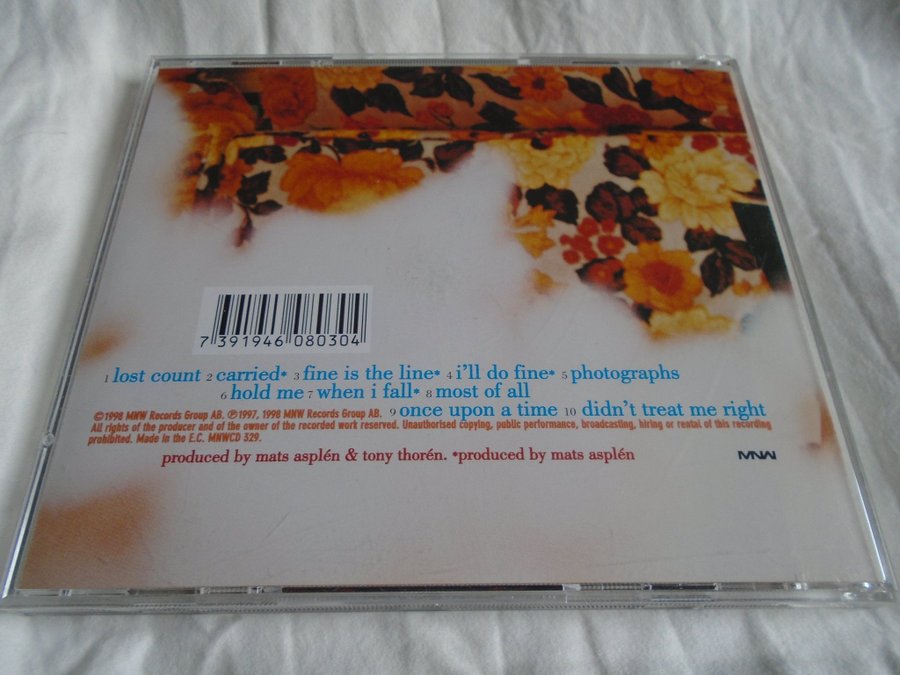 7 391946 080304
1 lost count 2 carried* 3 fine is the line* 4 i'll do fine* 5 photographs
6 hold me 7 when i fall* 8 most of all
9 once upon a time 10 didn't treat me right
©1998 MNW Records Group AB. ℗1997, 1998 MNW Records Group AB.
All rights of the producer and of the owner of the recorded work reserved. Unauthorised copying, public performance, broadcasting, hiring or rental of this recording
prohibited. Made in the E.C. MNWCD 329.
produced by mats asplén & tony thorén. *produced by mats asplén
MNW